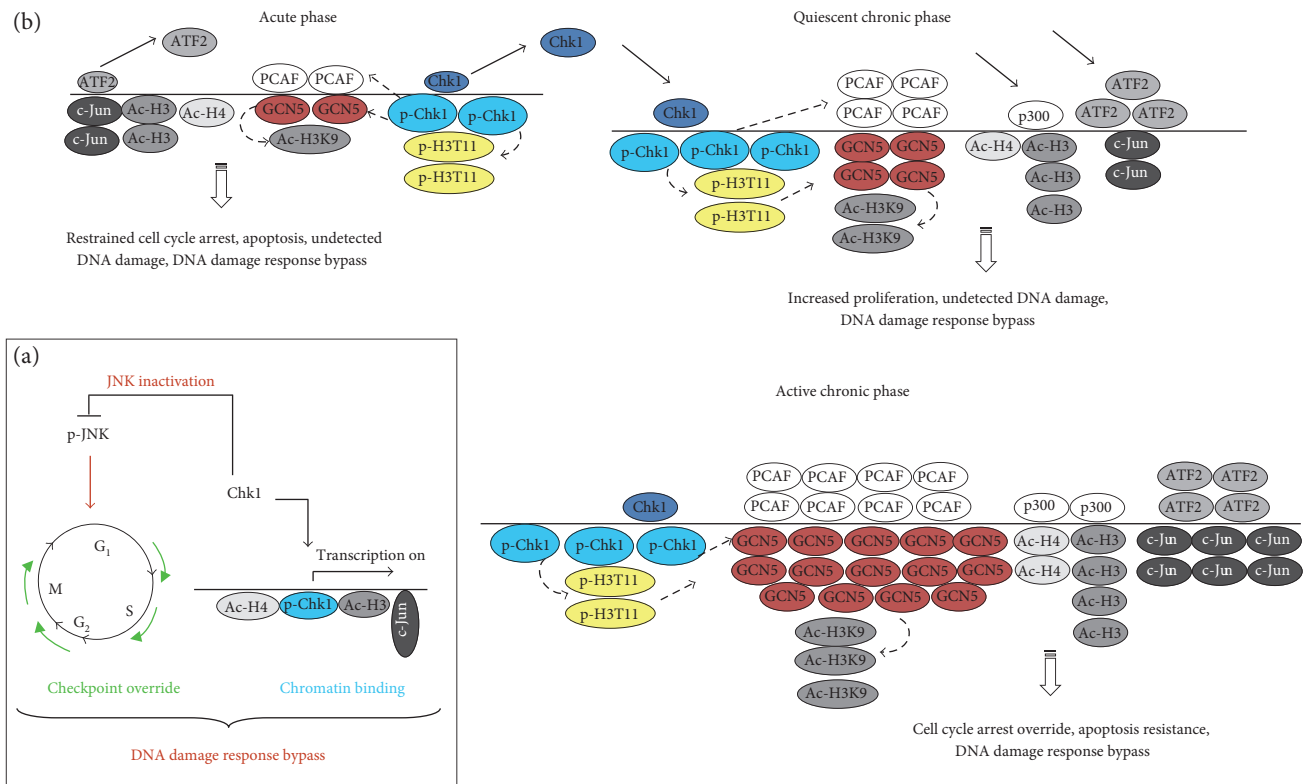 (b)
Acute phase
ATF2
ATF2
c-Jun
c-Jun
Ac-H3
Ac-H3
Ac-H4
PCAF PCAF
GCN5 GCN5
Ac-H3K9
Chk1
Chk1
p-Chk1 p-Chk1
p-H3T11
p-H3T11
Restrained cell cycle arrest, apoptosis, undetected
DNA damage, DNA damage response bypass
Quiescent chronic phase
Chk1
p-Chk1 p-Chk1 p-Chk1
p-H3T11
p-H3T11
PCAF PCAF
PCAF PCAF
GCN5 GCN5
GCN5 GCN5
Ac-H3K9
Ac-H3K9
p300
Ac-H4 Ac-H3
Ac-H3
Ac-H3
ATF2
ATF2 ATF2
c-Jun
c-Jun
Increased proliferation, undetected DNA damage,
DNA damage response bypass
(a)
JNK inactivation
p-JNK
Chk1
G1
S
G2
M
Transcription on
Ac-H4 p-Chk1 Ac-H3
c-Jun
Checkpoint override
Chromatin binding
DNA damage response bypass
Active chronic phase
Chk1
p-Chk1 p-Chk1 p-Chk1
p-H3T11
p-H3T11
PCAF PCAF PCAF PCAF
PCAF PCAF PCAF PCAF
GCN5 GCN5 GCN5 GCN5 GCN5
GCN5 GCN5 GCN5 GCN5 GCN5
GCN5 GCN5 GCN5 GCN5
Ac-H3K9
Ac-H3K9
Ac-H3K9
p300 p300
Ac-H4 Ac-H3
Ac-H4 Ac-H3
Ac-H3
Ac-H3
ATF2 ATF2
ATF2 ATF2
c-Jun c-Jun c-Jun
c-Jun c-Jun c-Jun
Cell cycle arrest override, apoptosis resistance,
DNA damage response bypass